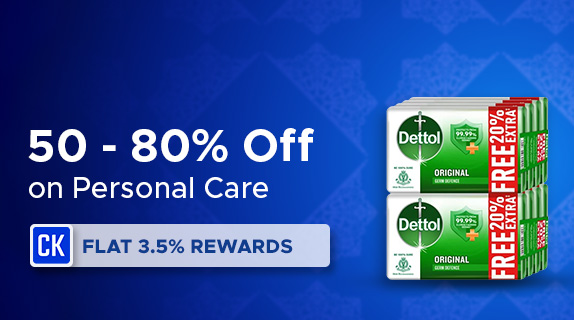 50 - 80% Off
on Personal Care
CK
FLAT 3.5% REWARDS
Dettol
99.99%
ORIGINAL
GERM DEFENCE
FREE
20%
EXTRA
Dettol
99.99%
ORIGINAL
GERM DEFENCE
FREE
20%
EXTRA